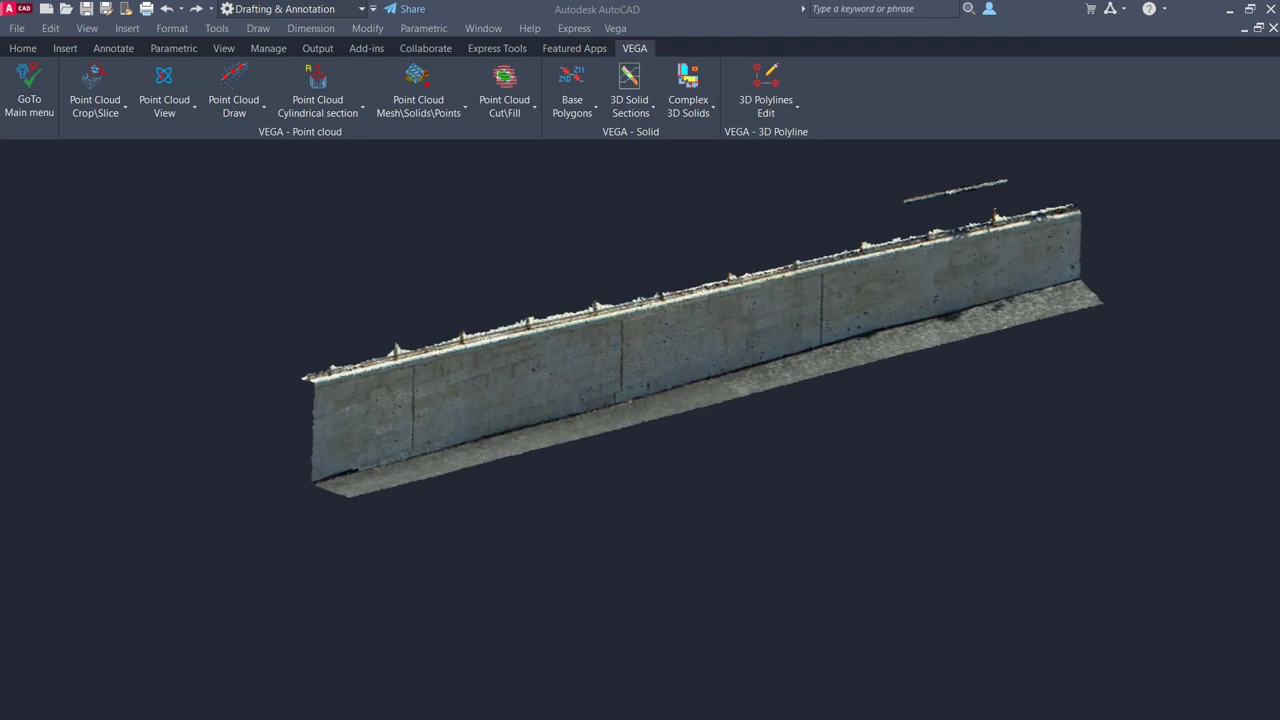 CAD
Drafting & Annotation
Share
Autodesk AutoCAD
Type a keyword or phrase
File Edit View Insert Format Tools Draw Dimension Modify Parametric Window Help Express Vega
Home Insert Annotate Parametric View Manage Output Add-ins Collaborate Express Tools Featured Apps VEGA
GoTo
Main menu
Point Cloud
Crop\Slice
Point Cloud
View
Point Cloud
Draw
R
Point Cloud
Cylindrical section
Point Cloud
Mesh\Solids\Points
Point Cloud
Cut\Fill
VEGA - Point cloud
Z11
Z10
Base
Polygons
3D Solid
Sections
Complex
3D Solids
VEGA - Solid
3D Polylines
Edit
VEGA - 3D Polyline